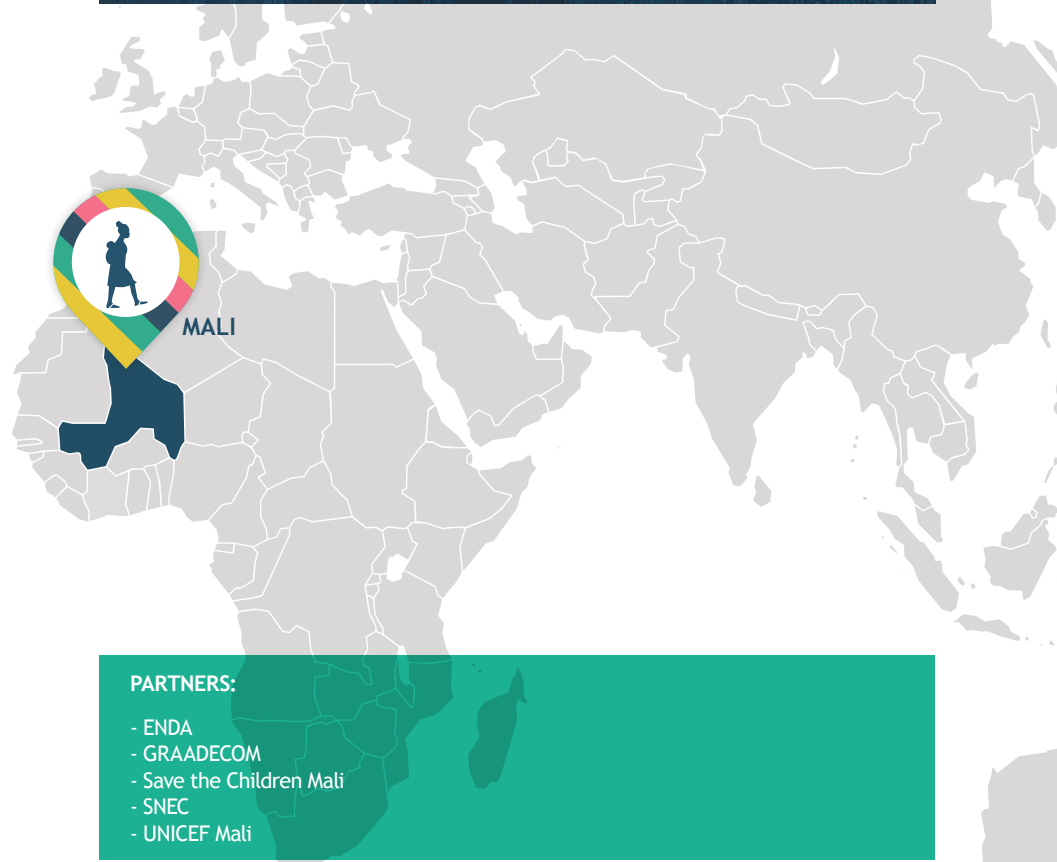 MALI
PARTNERS:
- ENDA
- GRAADECOM
- Save the Children Mali
- SNEC
- UNICEF Mali